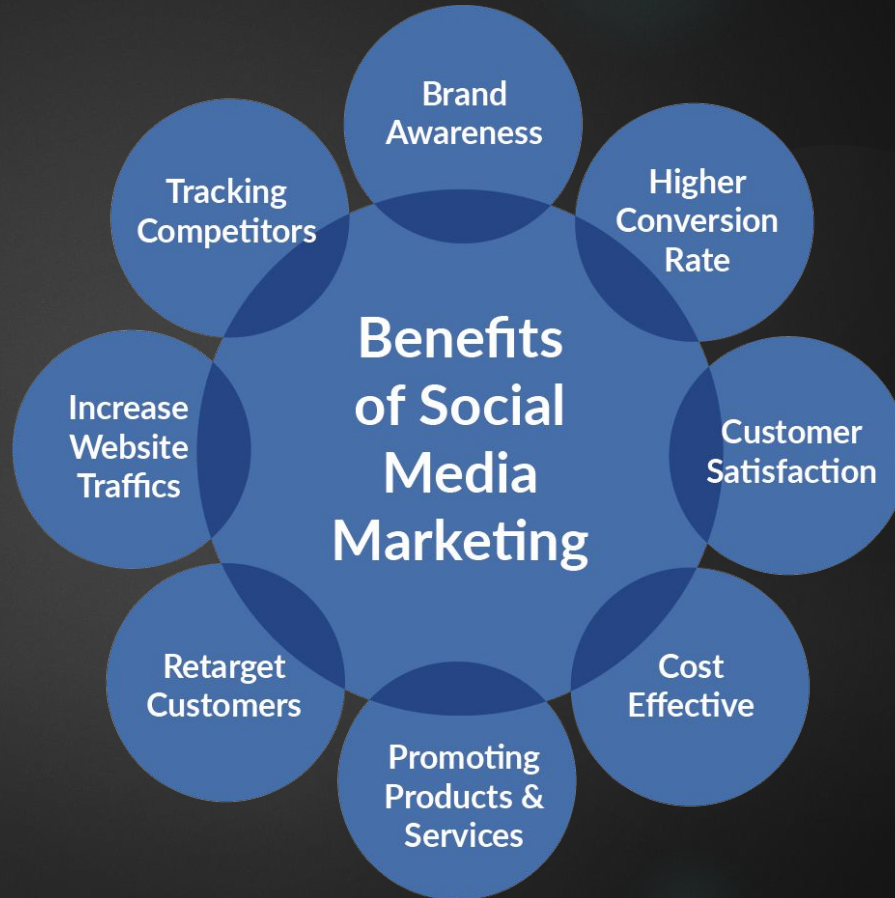 Benefits
of Social
Media
Marketing
Brand
Awareness
Higher
Conversion
Rate
Customer
Satisfaction
Cost
Effective
Promoting
Products &
Services
Retarget
Customers
Increase
Website
Traffics
Tracking
Competitors